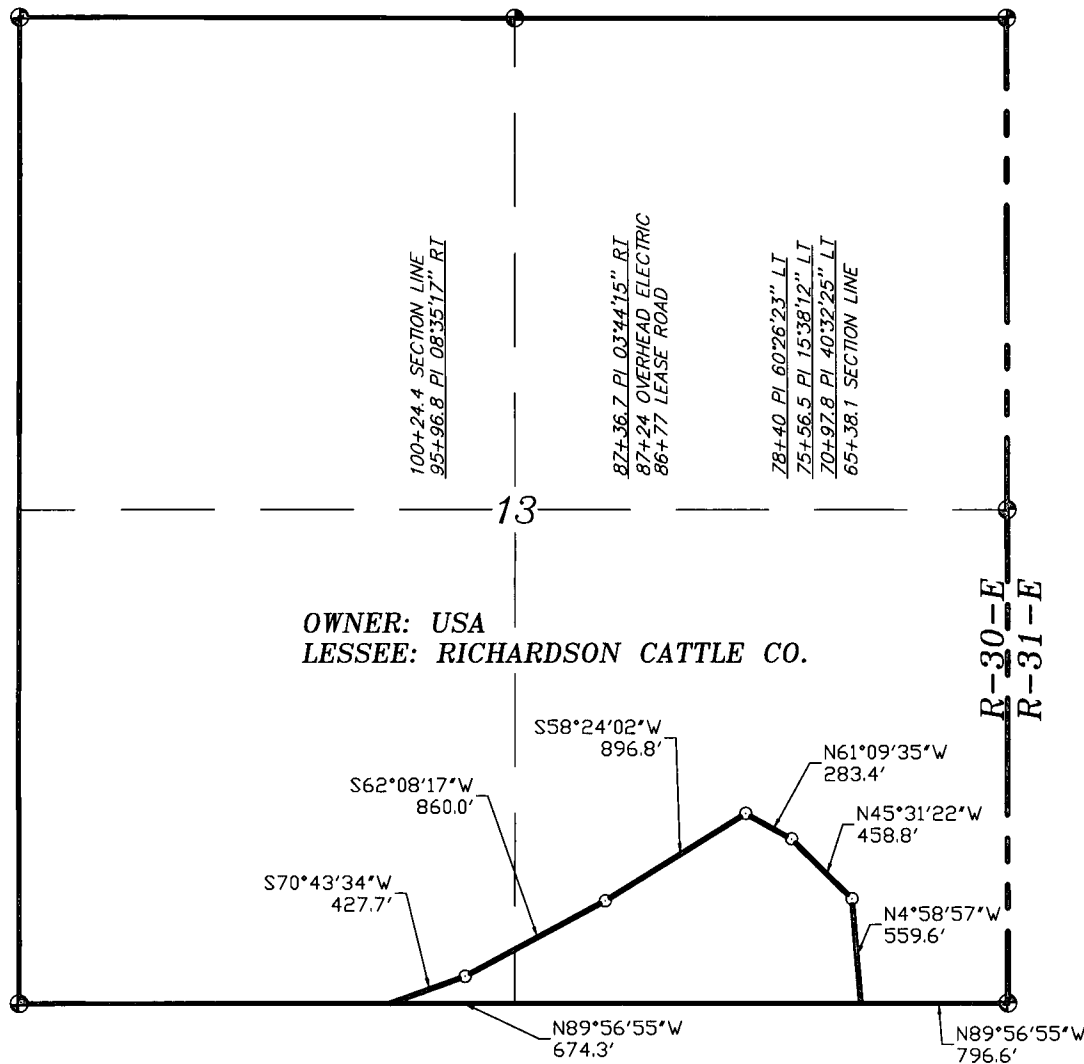 100+24.4 SECTION LINE
95+96.8 PI 08°35'17" RT
87+36.7 PI 03°44'15" RT
87+24 OVERHEAD ELECTRIC
86+77 LEASE ROAD
78+40 PI 60°26'23" LT
75+56.5 PI 15°38'12" LT
70+97.8 PI 40°32'25" LT
65+38.1 SECTION LINE
13
OWNER: USA
LESSEE: RICHARDSON CATTLE CO.
R-30-E
R-31-E
S58°24'02"W
896.8'
N61°09'35"W
283.4'
S62°08'17"W
860.0'
N45°31'22"W
458.8'
S70°43'34"W
427.7'
N4°58'57"W
559.6'
N89°56'55"W
674.3'
N89°56'55"W
796.6'